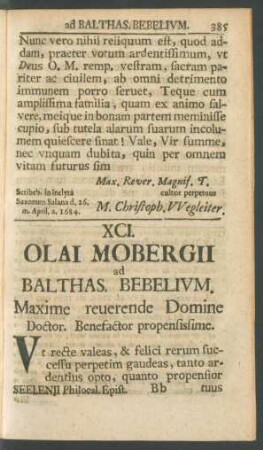 ad BALTHAS. BEBELIVM. 385
Nunc vero nihil reliquum est, quod ad-
dam, praeter votum ardentissimum, vt
Deus O. M. remp. vestram, sacram pa-
riter ac ciuilem, ab omni detrimento
immunem porro seruet, Teque cum
amplissima familia, quam ex animo sal-
vere, meique in bonam partem meminisse
cupio, sub tutela alarum suarum incolu-
mem quiescere sinat! Vale, Vir summe,
nec vnquam dubita, quin per omnem
vitam futurus sim
Max. Rever. Magnif. T.
Scribeb. in inclyta cultor perpetuus
Saxonum Salana d. 26.
m. April. a. 1684. M. Christoph. VVegleiter.
XCI.
OLAI MOBERGII
ad
BALTHAS. BEBELIVM.
Maxime reuerende Domine
Doctor. Benefactor propensissime.
Vt recte valeas, & felici rerum suc-
cessu perpetim gaudeas, tanto ar-
dentius opto, quanto propensior
SEELENJI Philocal. Epist. Bb tuus